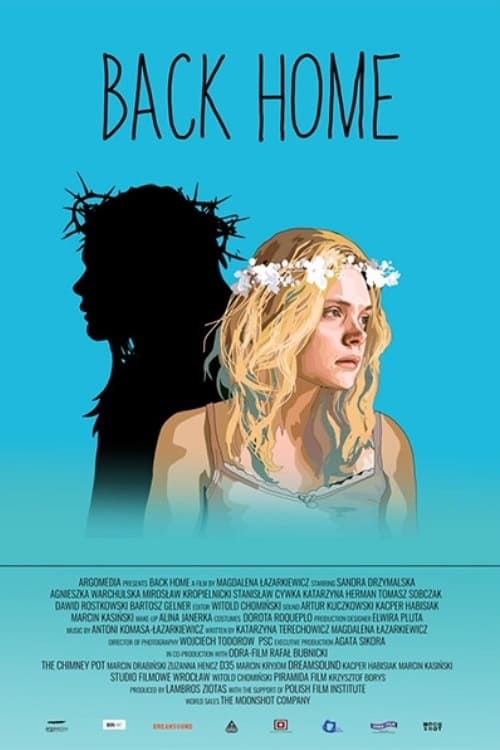 BACK HOME
ARGOMEDIA PRESENTS BACK HOME A FILM BY MAGDALENA ŁAZARKIEWICZ STARRING SANDRA DRZYMALSKA
AGNIESZKA WARCHULSKA MIROSŁAW KROPIELNICKI STANISŁAW CYWKA KATARZYNA HERMAN TOMASZ SOBCZAK
DAWID ROSTKOWSKI BARTOSZ GELNER EDITOR WITOLD CHOMIŃSKI SOUND ARTUR KUCZKOWSKI KACPER HABISIAK
MARCIN KASIŃSKI MAKE-UP ALINA JANERKA COSTUMES DOROTA ROQUEPLO PRODUCTION DESIGNER ELWIRA PLUTA
MUSIC BY ANTONI KOMASA-ŁAZARKIEWICZ WRITTEN BY KATARZYNA TERECHOWICZ MAGDALENA ŁAZARKIEWICZ
DIRECTOR OF PHOTOGRAPHY WOJCIECH TODOROW PSC EXECUTIVE PRODUCTION AGATA SIKORA
IN CO-PRODUCTION WITH ODRA-FILM RAFAŁ BUBNICKI
THE CHIMNEY POT MARCIN DRABIŃSKI ZUZANNA HENCZ D35 MARCIN KRYJOM DREAMSOUND KACPER HABISIAK MARCIN KASIŃSKI
STUDIO FILMOWE WROCŁAW WITOLD CHOMIŃSKI PIRAMIDA FILM KRZYSZTOF BORYS
PRODUCED BY LAMBROS ZIOTAS WITH THE SUPPORT OF POLISH FILM INSTITUTE
WORLD SALES THE MOONSHOT COMPANY
DREAMSOUND